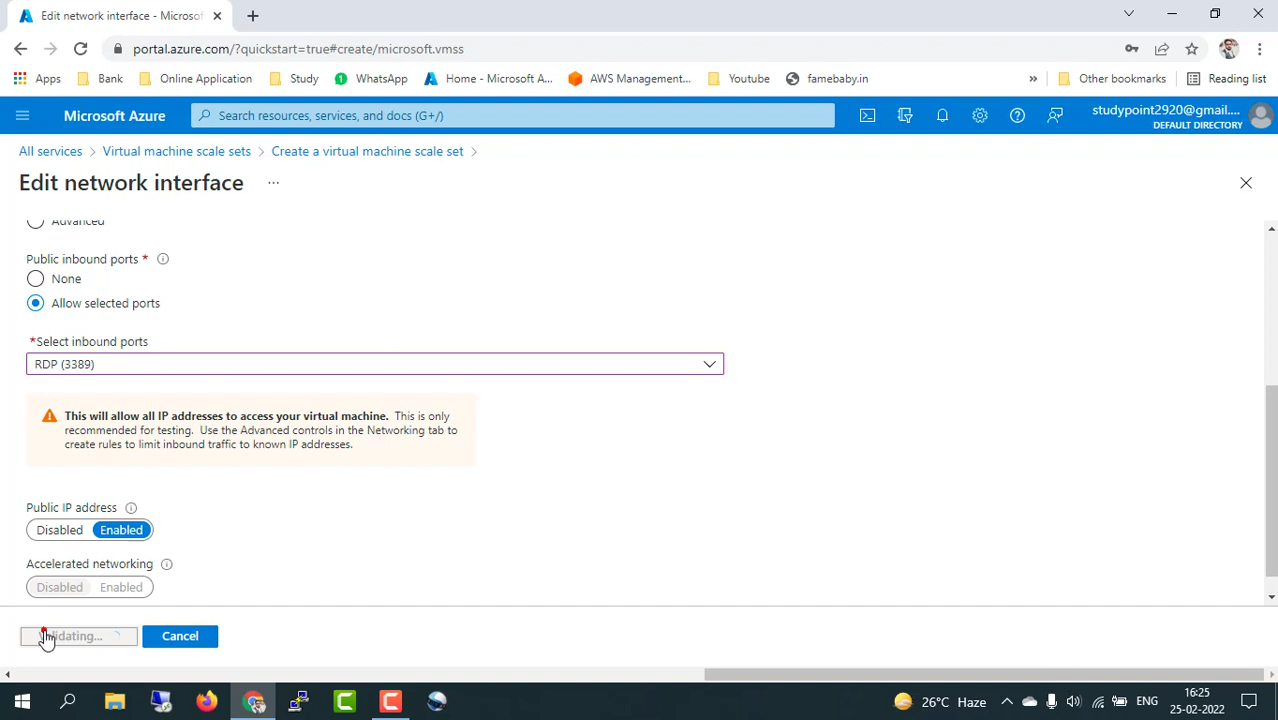 Edit network interface - Microsof
portal.azure.com/?quickstart=true#create/microsoft.vmss
Apps
Bank
Online Application
Study
WhatsApp
Home - Microsoft A...
AWS Management...
Youtube
famebaby.in
»
Other bookmarks
Reading list
Microsoft Azure
Search resources, services, and docs (G+/)
studypoint2920@gmail....
DEFAULT DIRECTORY
All services > Virtual machine scale sets > Create a virtual machine scale set >
Edit network interface ...
Advanced
Public inbound ports *
None
Allow selected ports
*Select inbound ports
RDP (3389)
This will allow all IP addresses to access your virtual machine. This is only
recommended for testing. Use the Advanced controls in the Networking tab to
create rules to limit inbound traffic to known IP addresses.
Public IP address
Disabled Enabled
Accelerated networking
Disabled Enabled
Validating...
Cancel
26°C Haze
ENG
16:25
25-02-2022